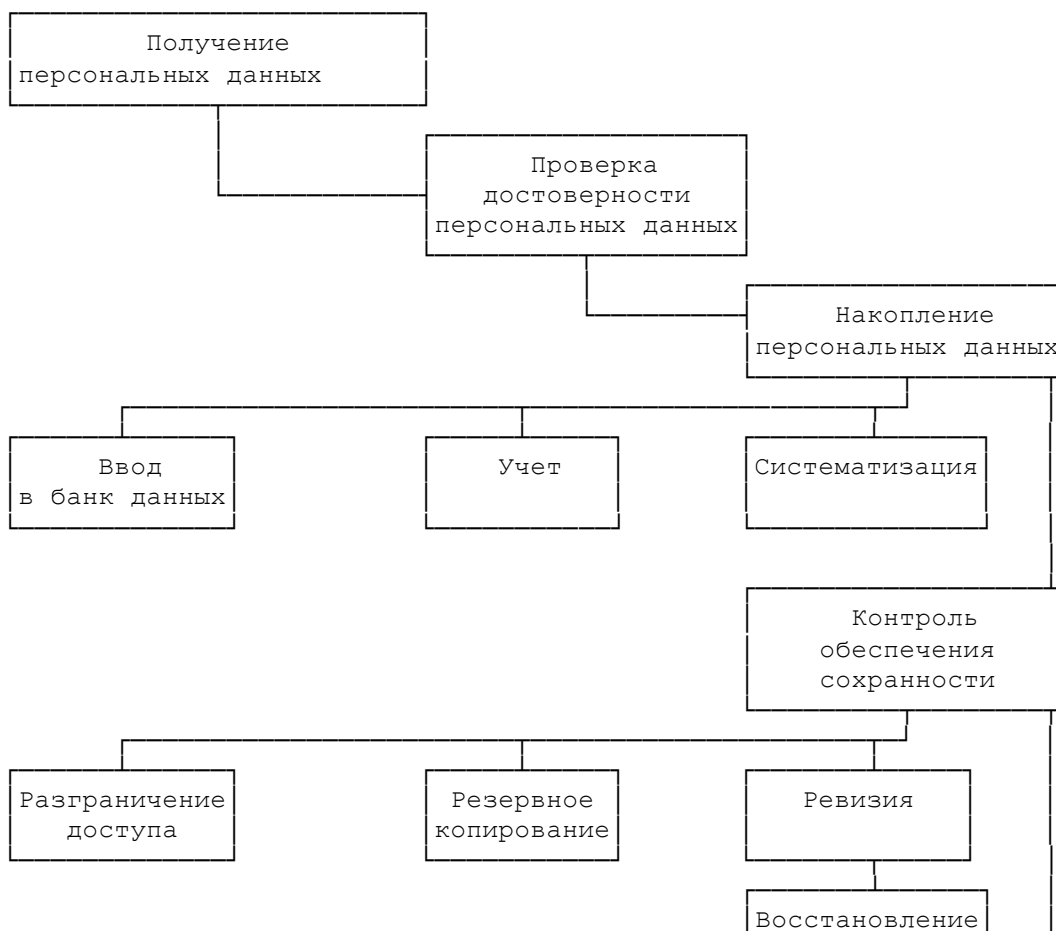 Получение
персональных данных
Проверка
достоверности
персональных данных
Накопление
персональных данных
Ввод
в банк данных
Учет
Систематизация
Контроль
обеспечения
сохранности
Разграничение
доступа
Резервное
копирование
Ревизия
Восстановление